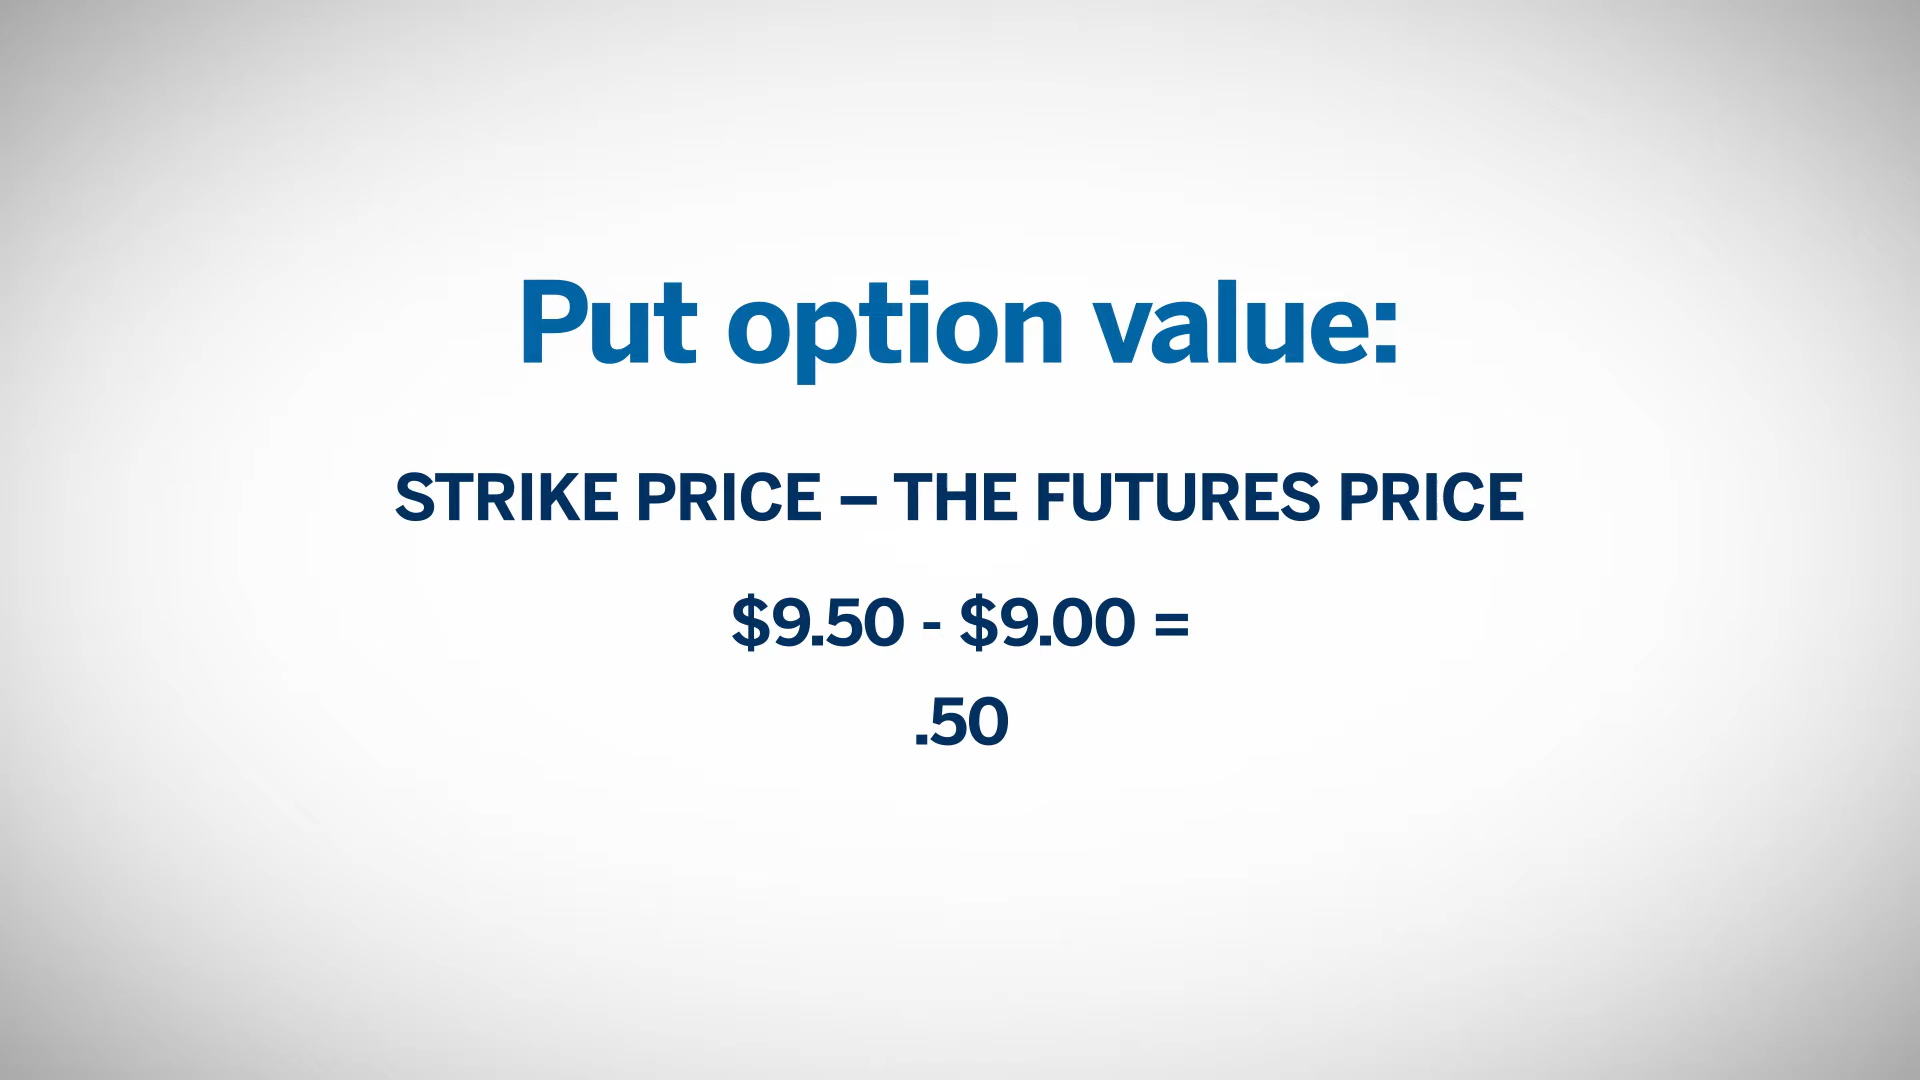 Put option value:
STRIKE PRICE – THE FUTURES PRICE
$9.50 - $9.00 =
.50